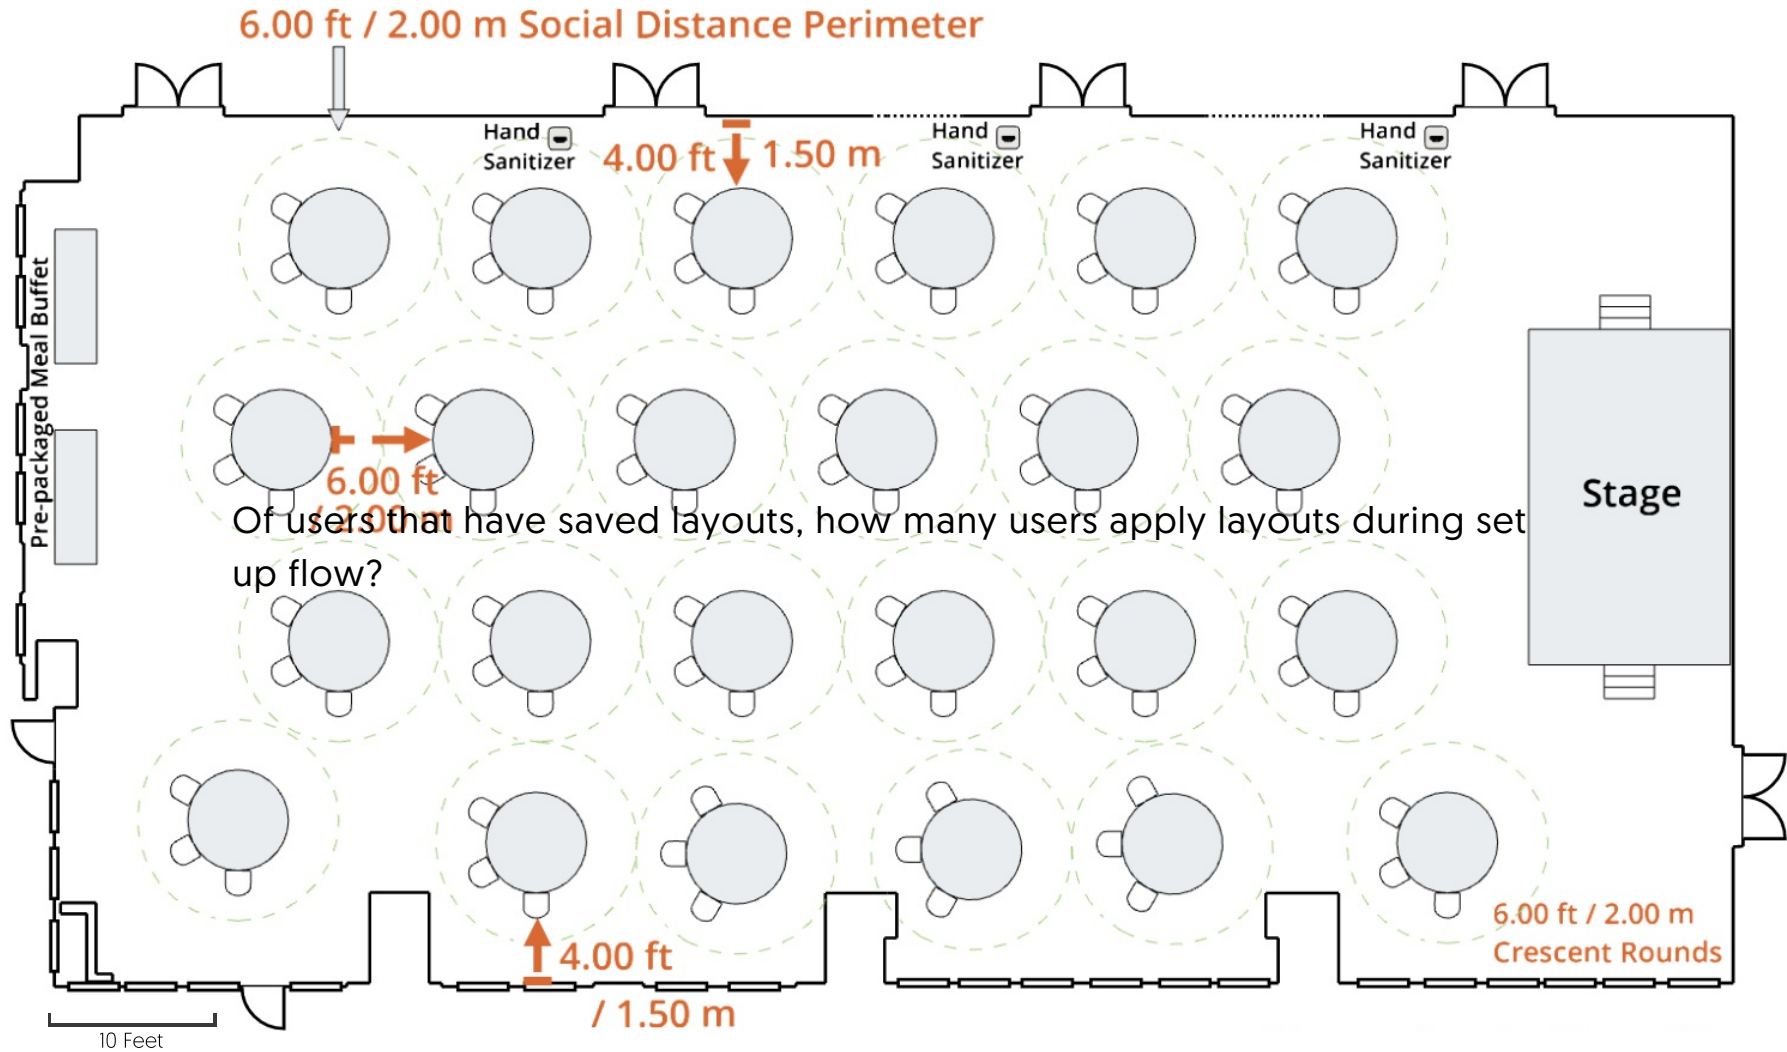 6.00 ft / 2.00 m Social Distance Perimeter
Hand
Sanitizer
4.00 ft
1.50 m
Hand
Sanitizer
Hand
Sanitizer
Pre-packaged Meal Buffet
6.00 ft
/ 2.00 m
Of users that have saved layouts, how many users apply layouts during set
up flow?
Stage
6.00 ft / 2.00 m
Crescent Rounds
4.00 ft
/ 1.50 m
10 Feet